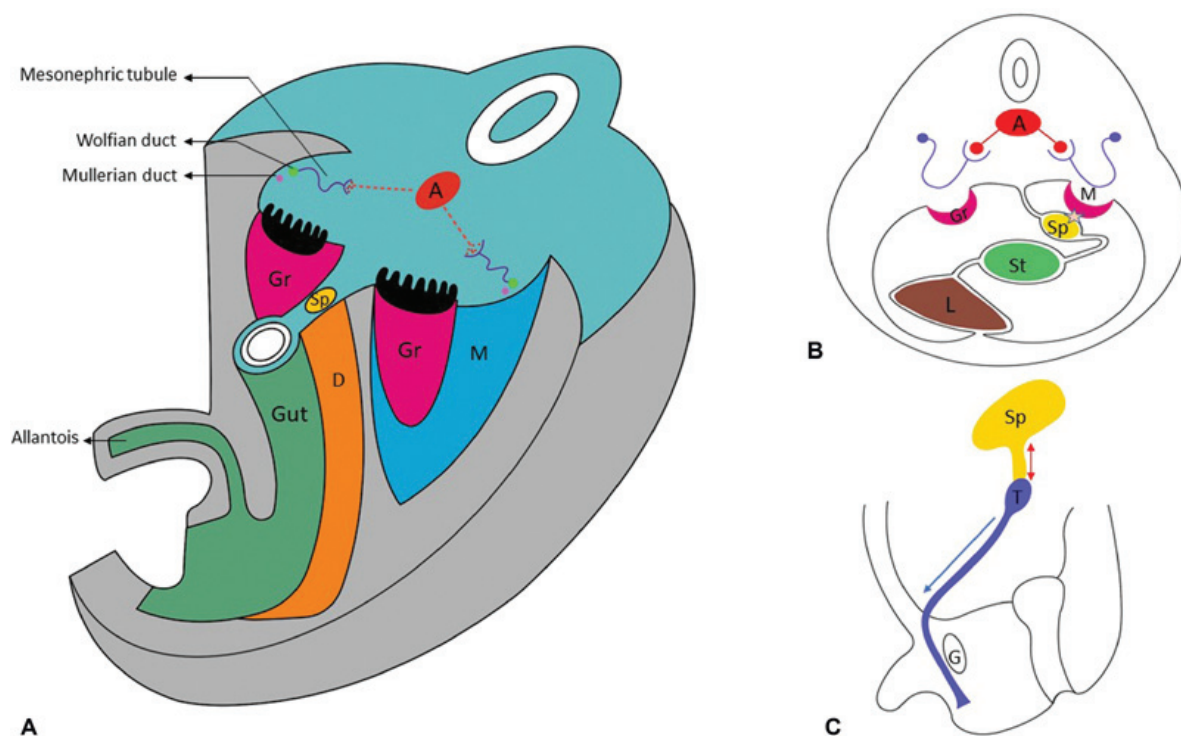 Mesonephric tubule
Wolfian duct
Mullerian duct
A
Gr
Sp
Gr
M
D
Gut
Allantois
A
A
M
Gr
Sp
St
L
B
Sp
T
G
C